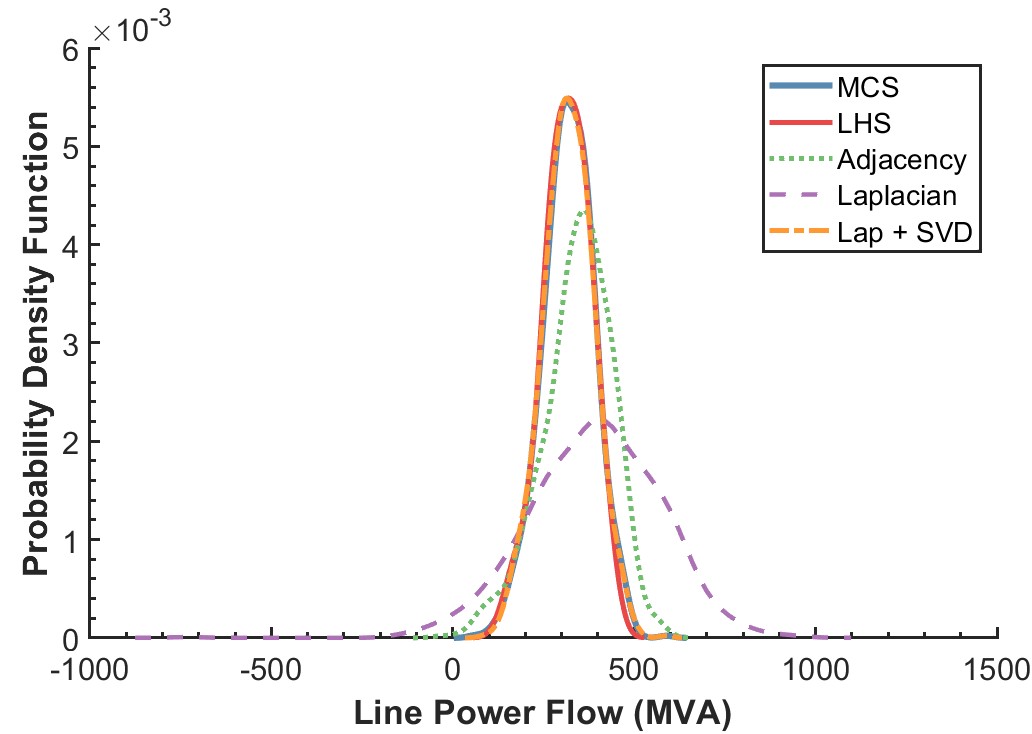 ×10-3
6
5
4
3
2
1
0
Probability Density Function
MCS
LHS
Adjacency
Laplacian
Lap + SVD
-1000 -500 0 500 1000 1500
Line Power Flow (MVA)